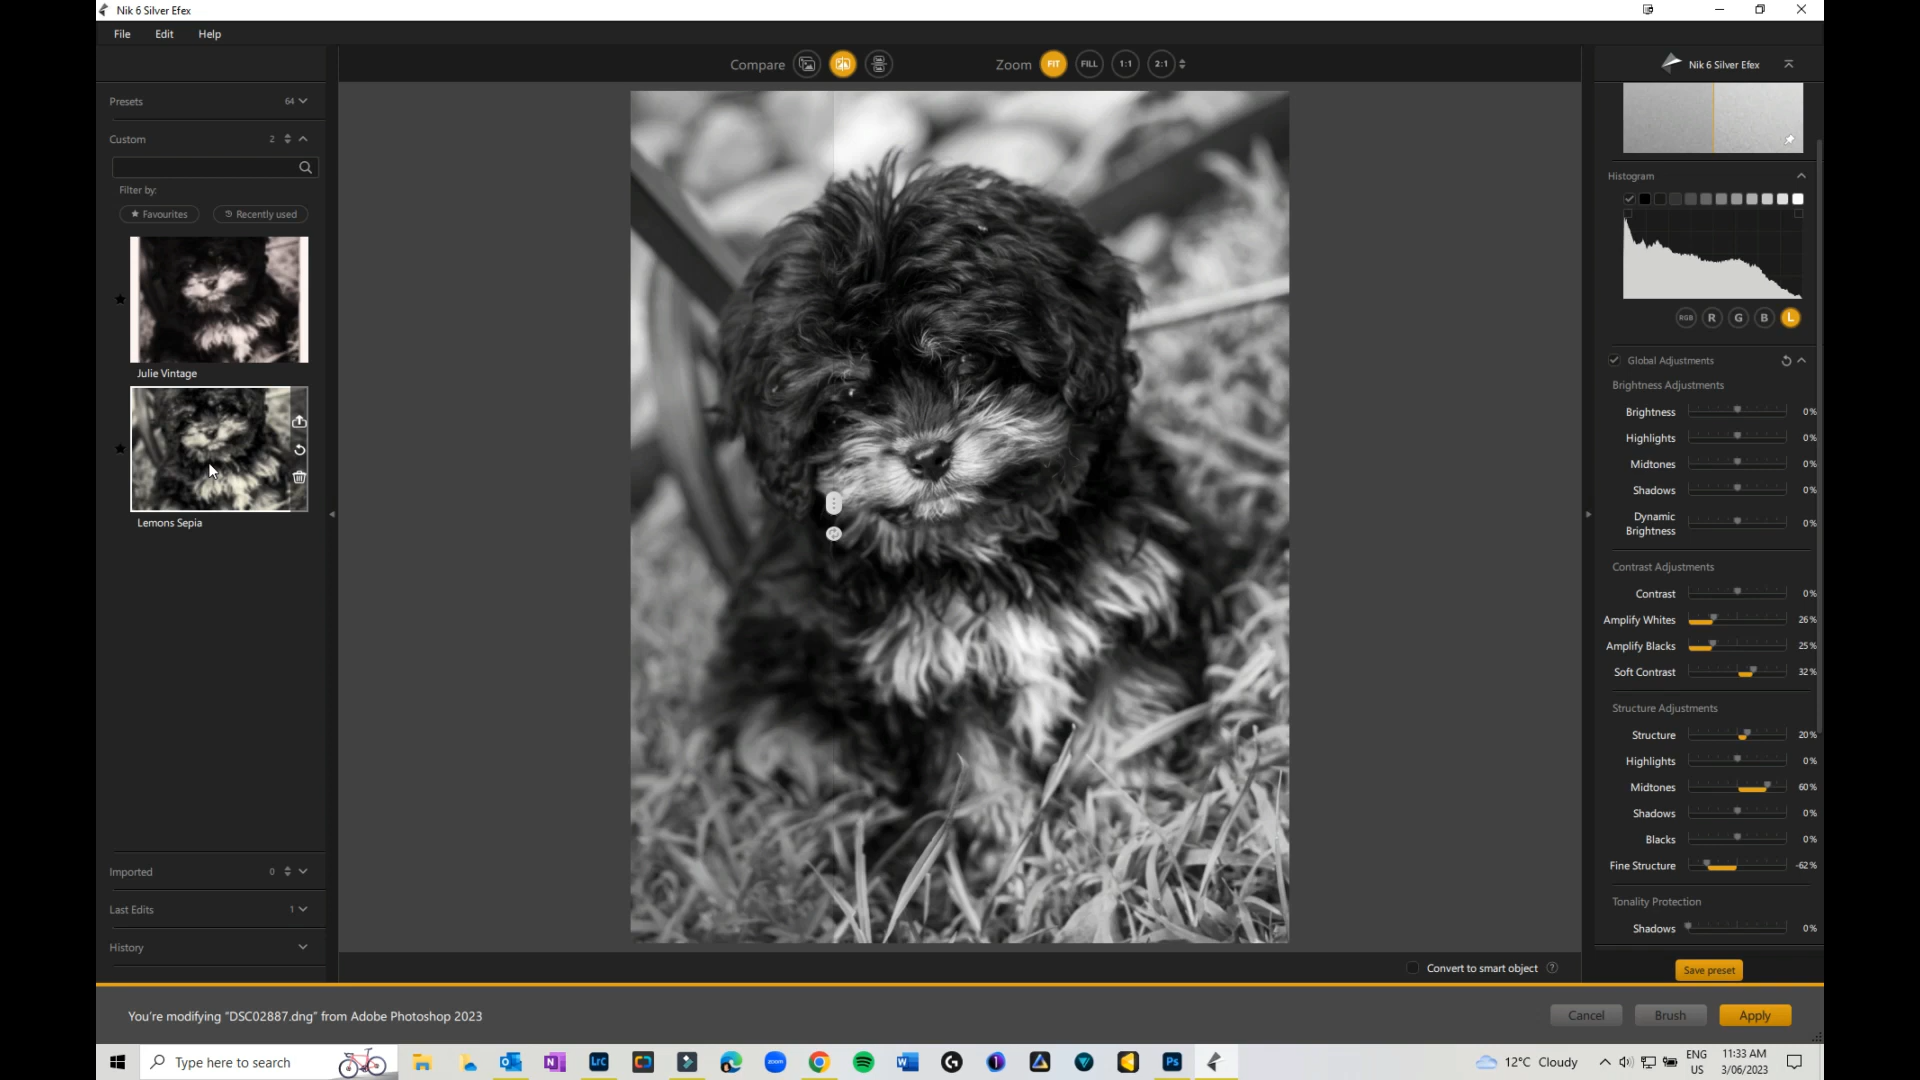 Nik 6 Silver Efex
File Edit Help
Compare
Zoom FIT FILL 1:1 2:1
Nik 6 Silver Efex
Presets 64
Custom 2
Filter by:
Favourites Recently used
Julie Vintage
Lemons Sepia
Imported 0
Last Edits 1
History
Histogram
RGB R G B L
Global Adjustments
Brightness Adjustments
Brightness 0%
Highlights 0%
Midtones 0%
Shadows 0%
Dynamic
Brightness 0%
Contrast Adjustments
Contrast 0%
Amplify Whites 26%
Amplify Blacks 25%
Soft Contrast 32%
Structure Adjustments
Structure 20%
Highlights 0%
Midtones 60%
Shadows 0%
Blacks 0%
Fine Structure -62%
Tonality Protection
Shadows 0%
Convert to smart object ?
Save preset
You're modifying "DSC02887.dng" from Adobe Photoshop 2023
Cancel Brush Apply
Type here to search
Lrc
zoom
Ps
12°C Cloudy
ENG
US
11:33 AM
3/06/2023